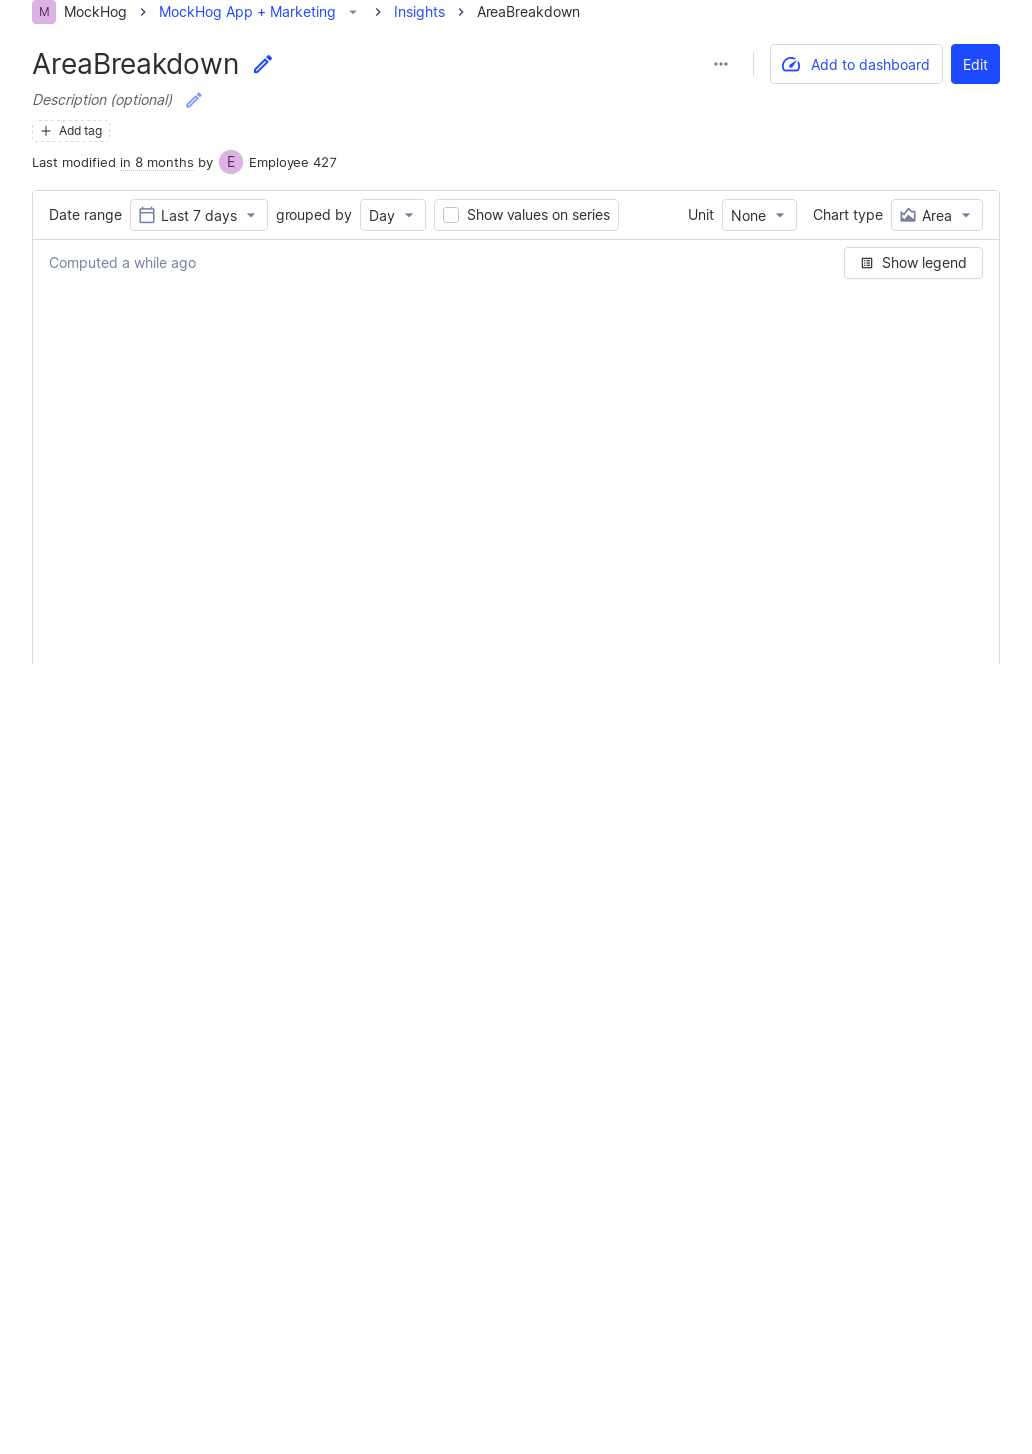 M MockHog MockHog App + Marketing Insights AreaBreakdown
AreaBreakdown
Add to dashboard
Edit
Description (optional)
Add tag
Last modified in 8 months by E Employee 427
Date range Last 7 days grouped by Day Show values on series Unit None Chart type Area
Computed a while ago
Show legend